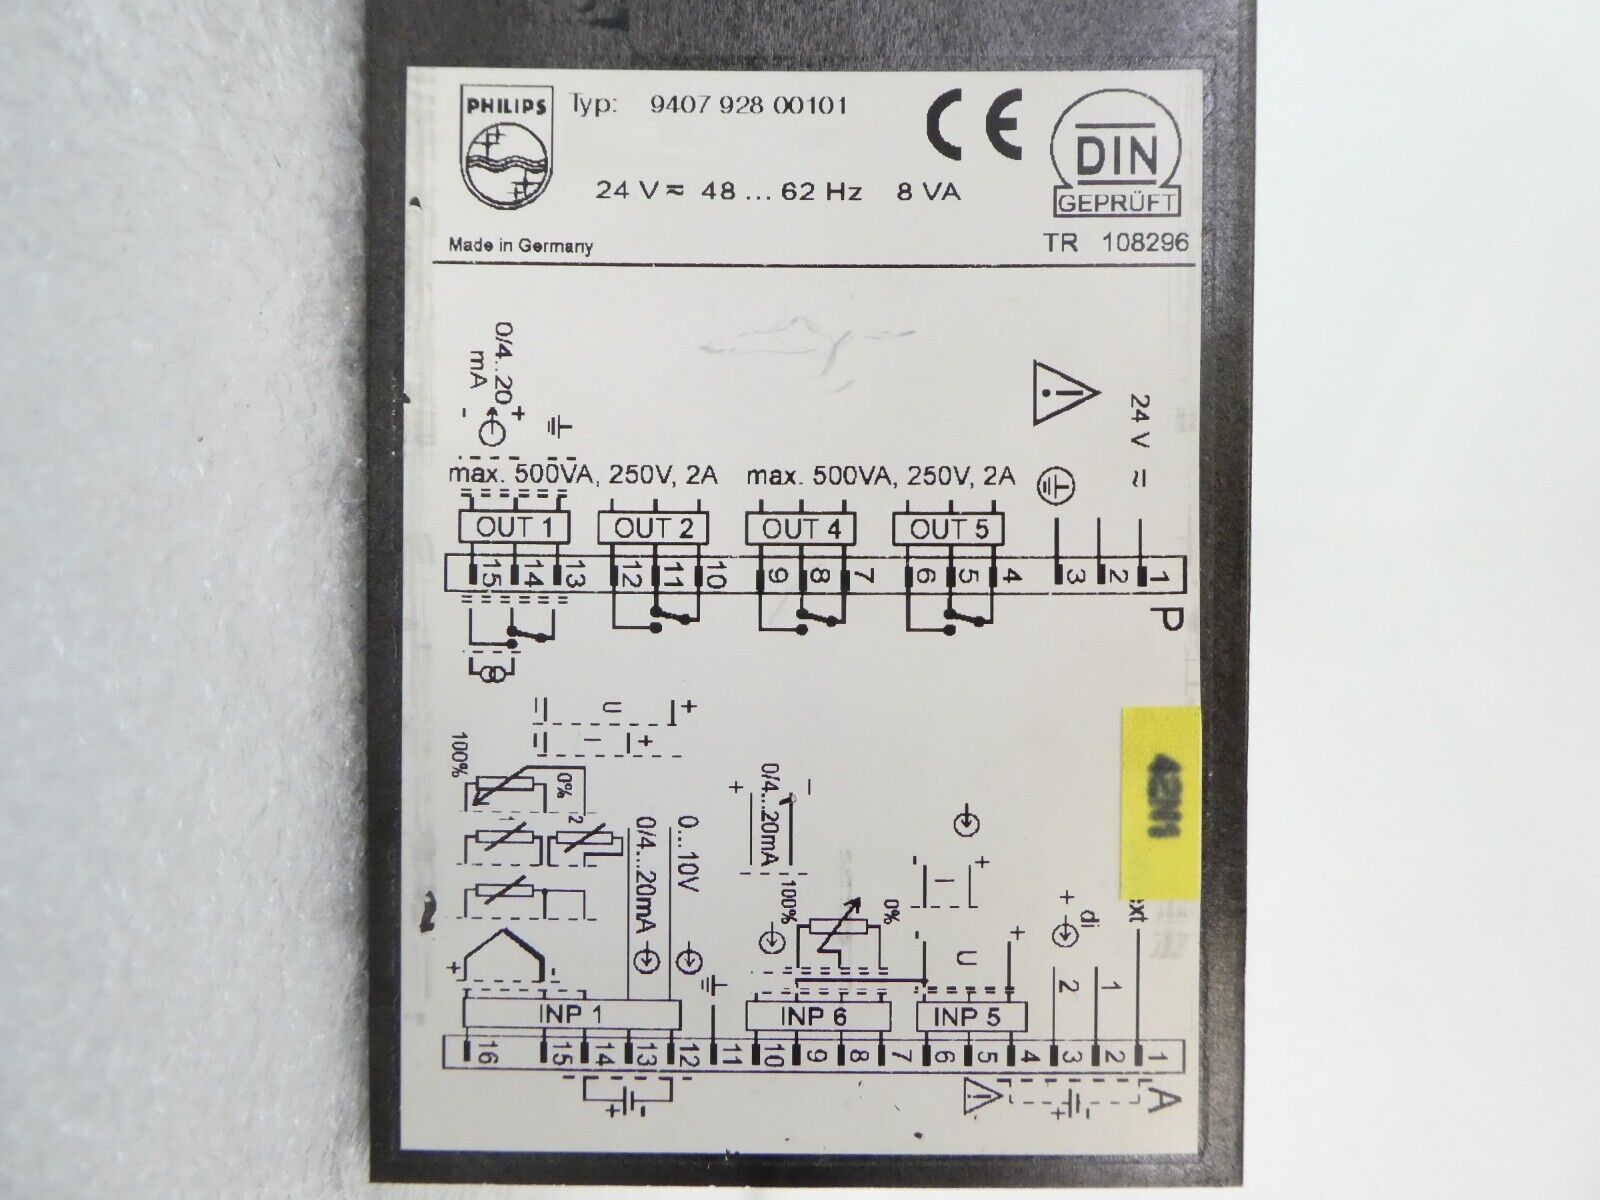 PHILIPS
Typ: 9407 928 00101
CE
DIN
GEPRÜFT
24 V ≂ 48 ... 62 Hz 8 VA
Made in Germany
TR 108296
0/4...20
mA
- +
24 V ≂
max. 500VA, 250V, 2A
max. 500VA, 250V, 2A
OUT 1
OUT 2
OUT 4
OUT 5
15 14 13 12 11 10 9 8 7 6 5 4 3 2 1
P
U +
I +
100%
0%
0/4...20mA
0...10V
+ -
0/4...20mA
100%
0%
- +
I
- +
U
+
di
2
1
42M1
+ -
INP 1
INP 6
INP 5
16 15 14 13 12 11 10 9 8 7 6 5 4 3 2 1
A
+ -
+ -